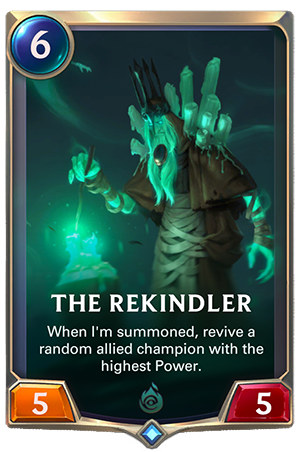 6
THE REKINDLER
When I'm summoned, revive a
random allied champion with the
highest Power.
5
5